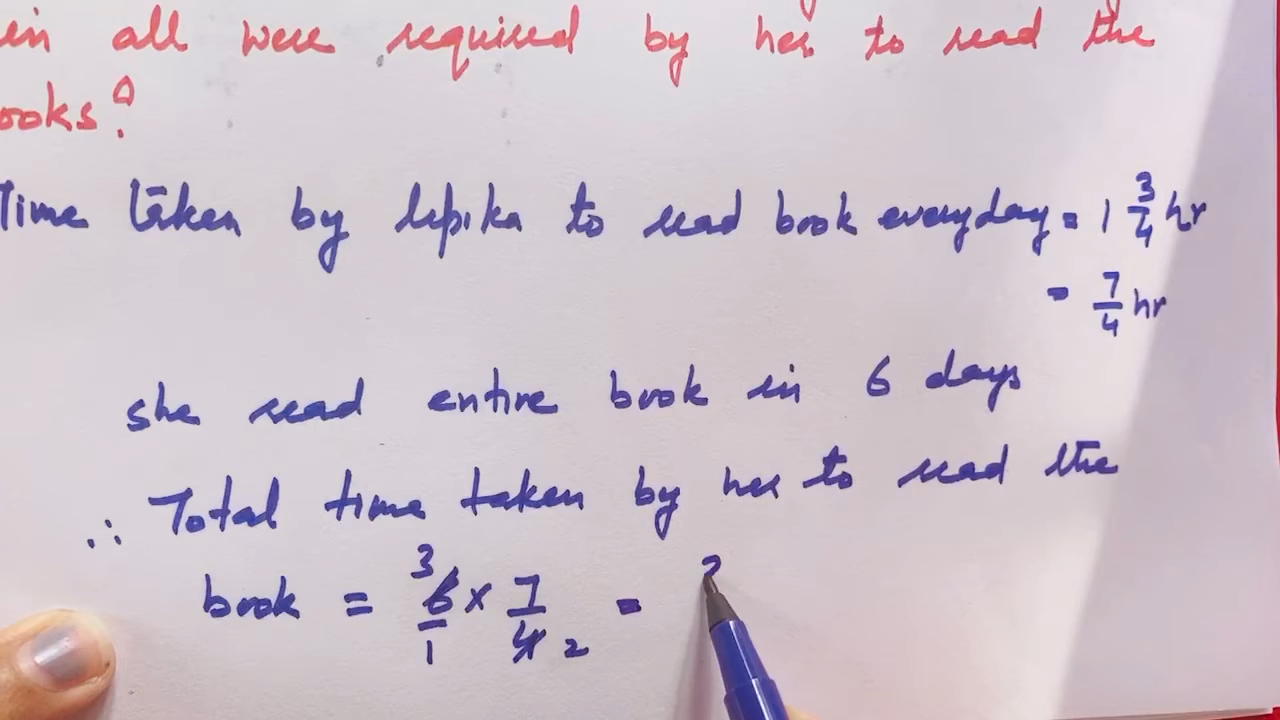 in all were required by her to read the
ooks?
Time taken by lipika to read book everyday = 1 3/4 hr
= 7/4 hr
she read entire book in 6 days
∴ Total time taken by her to read the
book = 3 6/1 × 7/4 2 =